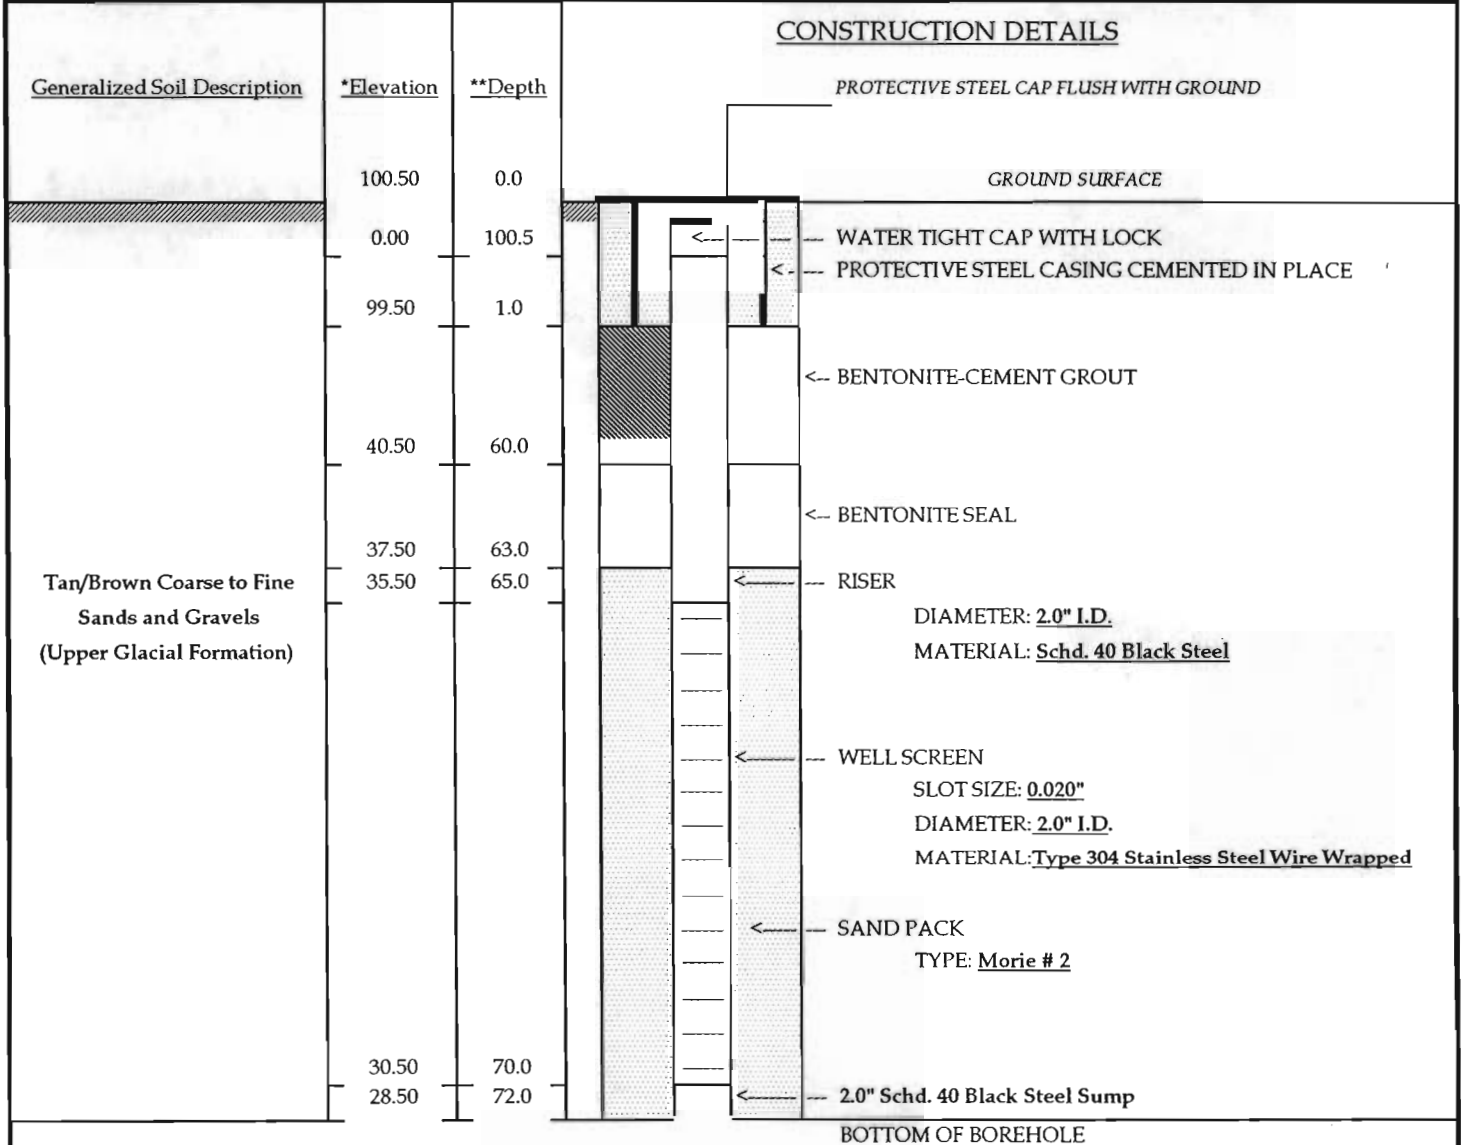 CONSTRUCTION DETAILS
Generalized Soil Description *Elevation **Depth PROTECTIVE STEEL CAP FLUSH WITH GROUND
100.50 0.0 GROUND SURFACE
0.00 100.5 WATER TIGHT CAP WITH LOCK
PROTECTIVE STEEL CASING CEMENTED IN PLACE
99.50 1.0
BENTONITE-CEMENT GROUT
40.50 60.0
BENTONITE SEAL
37.50 63.0
Tan/Brown Coarse to Fine 35.50 65.0 RISER
Sands and Gravels DIAMETER: 2.0" I.D.
(Upper Glacial Formation) MATERIAL: Schd. 40 Black Steel
WELL SCREEN
SLOT SIZE: 0.020"
DIAMETER: 2.0" I.D.
MATERIAL:Type 304 Stainless Steel Wire Wrapped
SAND PACK
TYPE: Morie # 2
30.50 70.0
28.50 72.0 2.0" Schd. 40 Black Steel Sump
BOTTOM OF BOREHOLE